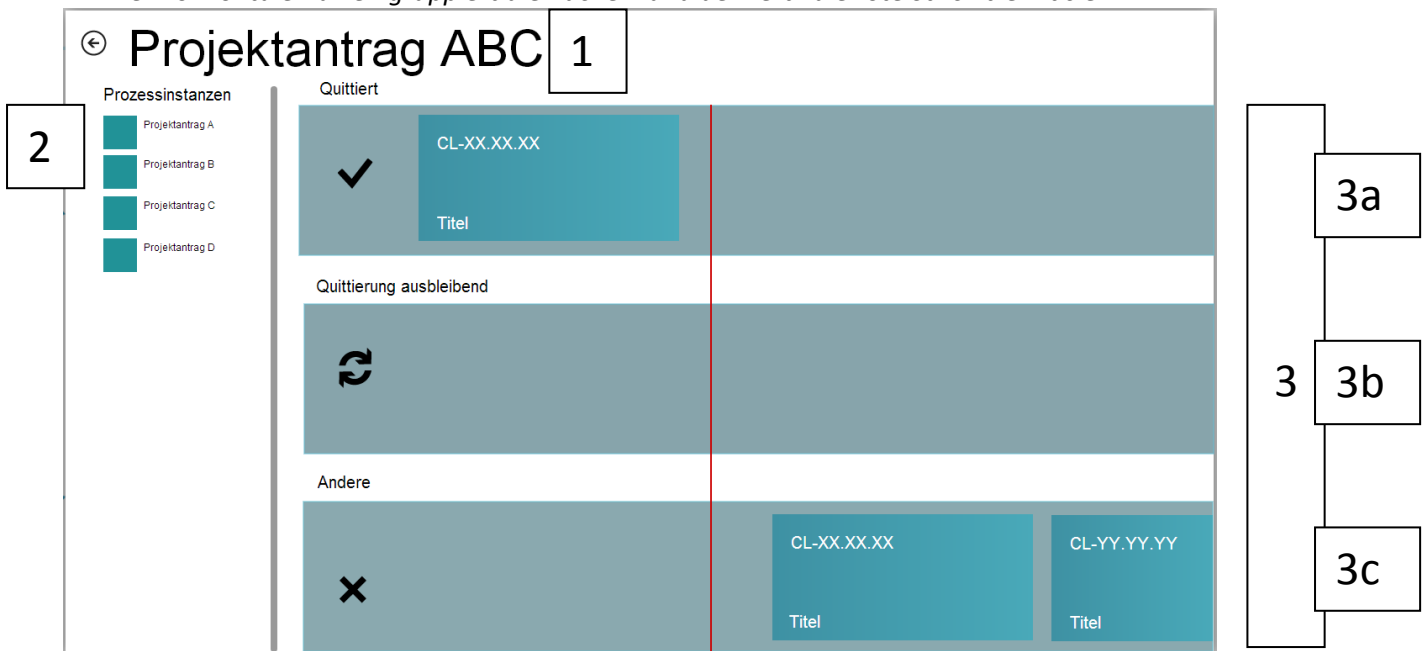 Projektantrag ABC
1
Prozessinstanzen
2
Projektantrag A
Projektantrag B
Projektantrag C
Projektantrag D
Quittiert
CL-XX.XX.XX
Titel
3a
Quittierung ausbleibend
3
3b
Andere
CL-XX.XX.XX
Titel
CL-YY.YY.YY
Titel
3c